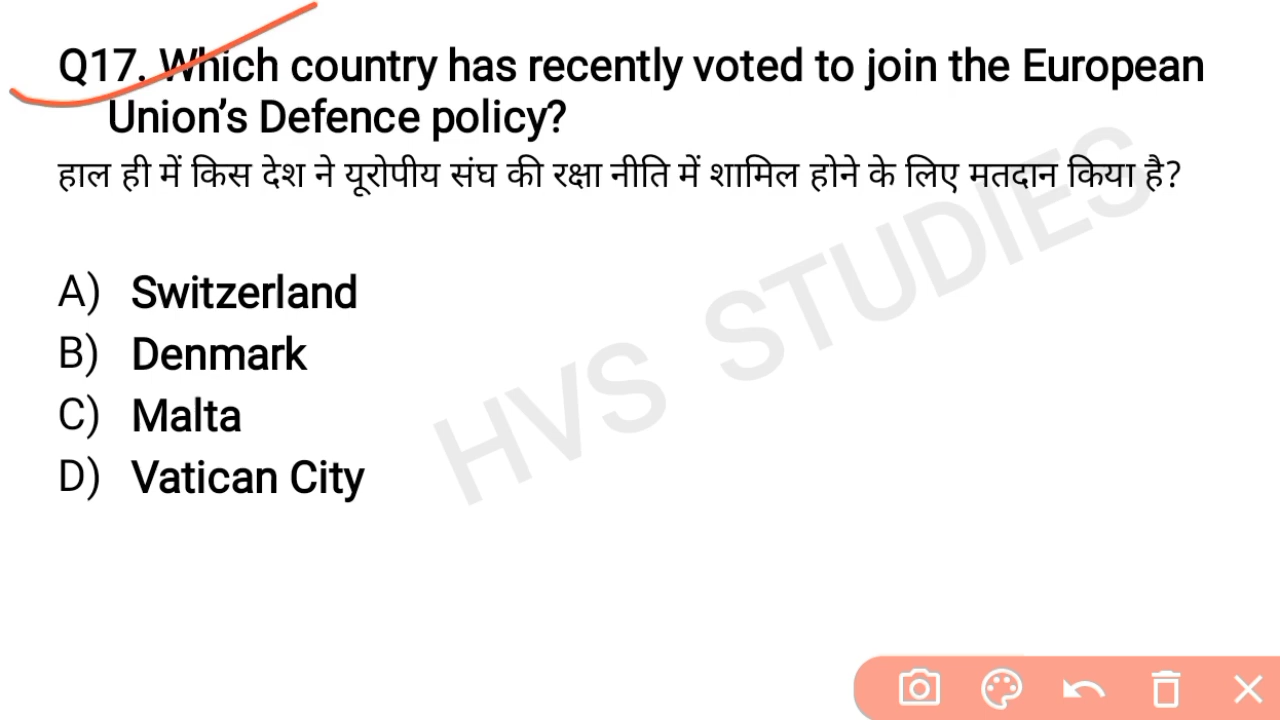 Q17. Which country has recently voted to join the European
Union’s Defence policy?
हाल ही में किस देश ने यूरोपीय संघ की रक्षा नीति में शामिल होने के लिए मतदान किया है?
A) Switzerland
B) Denmark
C) Malta
D) Vatican City
HVS STUDIES